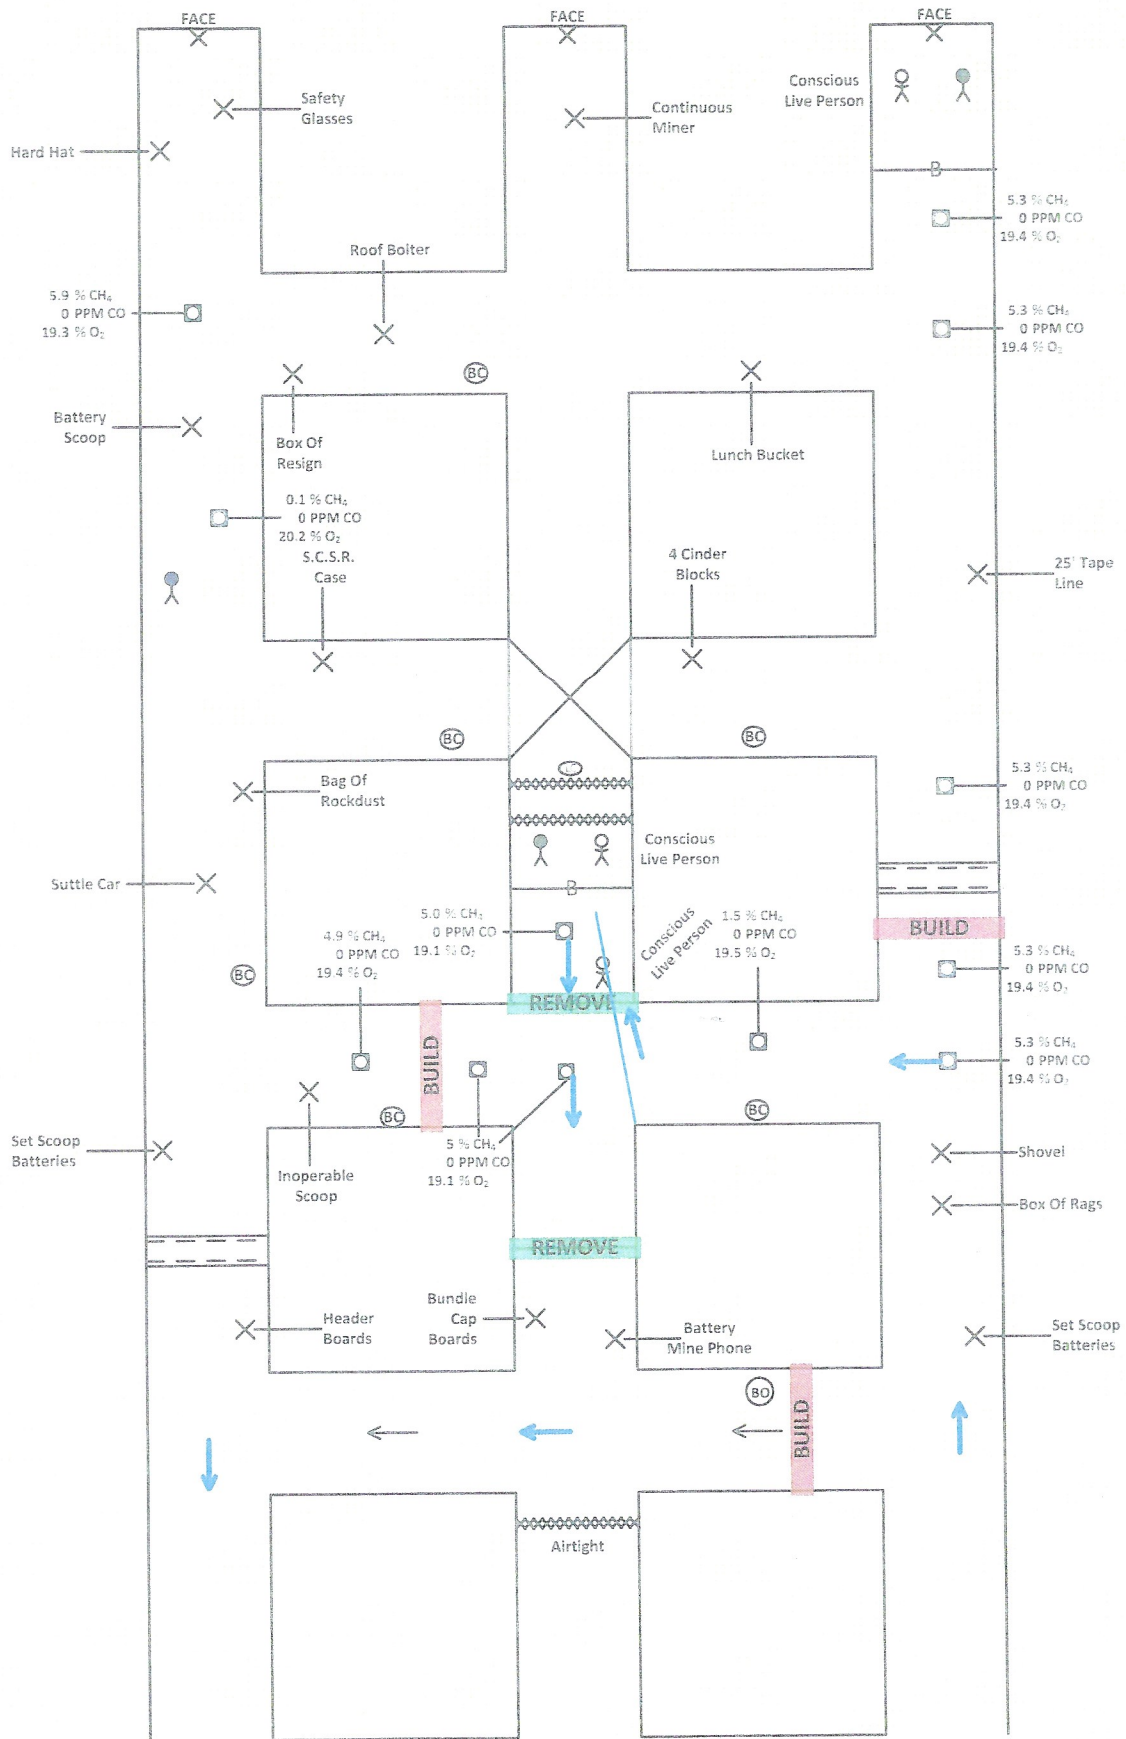 FACE
FACE
FACE
Safety
Glasses
Continuous
Miner
Conscious
Live Person
Hard Hat
B
5.3 % CH₄
0 PPM CO
19.4 % O₂
Roof Bolter
5.9 % CH₄
0 PPM CO
19.3 % O₂
5.3 % CH₄
0 PPM CO
19.4 % O₂
BC
Battery
Scoop
Box Of
Resign
Lunch Bucket
0.1 % CH₄
0 PPM CO
20.2 % O₂
S.C.S.R.
Case
4 Cinder
Blocks
25' Tape
Line
BC
BC
Bag Of
Rockdust
5.3 % CH₄
0 PPM CO
19.4 % O₂
Conscious
Live Person
Suttle Car
B
5.0 % CH₄
0 PPM CO
19.1 % O₂
Conscious
Live Person
1.5 % CH₄
0 PPM CO
19.5 % O₂
BUILD
4.9 % CH₄
0 PPM CO
19.4 % O₂
BC
5.3 % CH₄
0 PPM CO
19.4 % O₂
REMOVE
BUILD
5.3 % CH₄
0 PPM CO
19.4 % O₂
BC
BC
Set Scoop
Batteries
5 % CH₄
0 PPM CO
19.1 % O₂
Inoperable
Scoop
Shovel
Box Of Rags
REMOVE
Header
Boards
Bundle
Cap
Boards
Battery
Mine Phone
Set Scoop
Batteries
BO
BUILD
Airtight